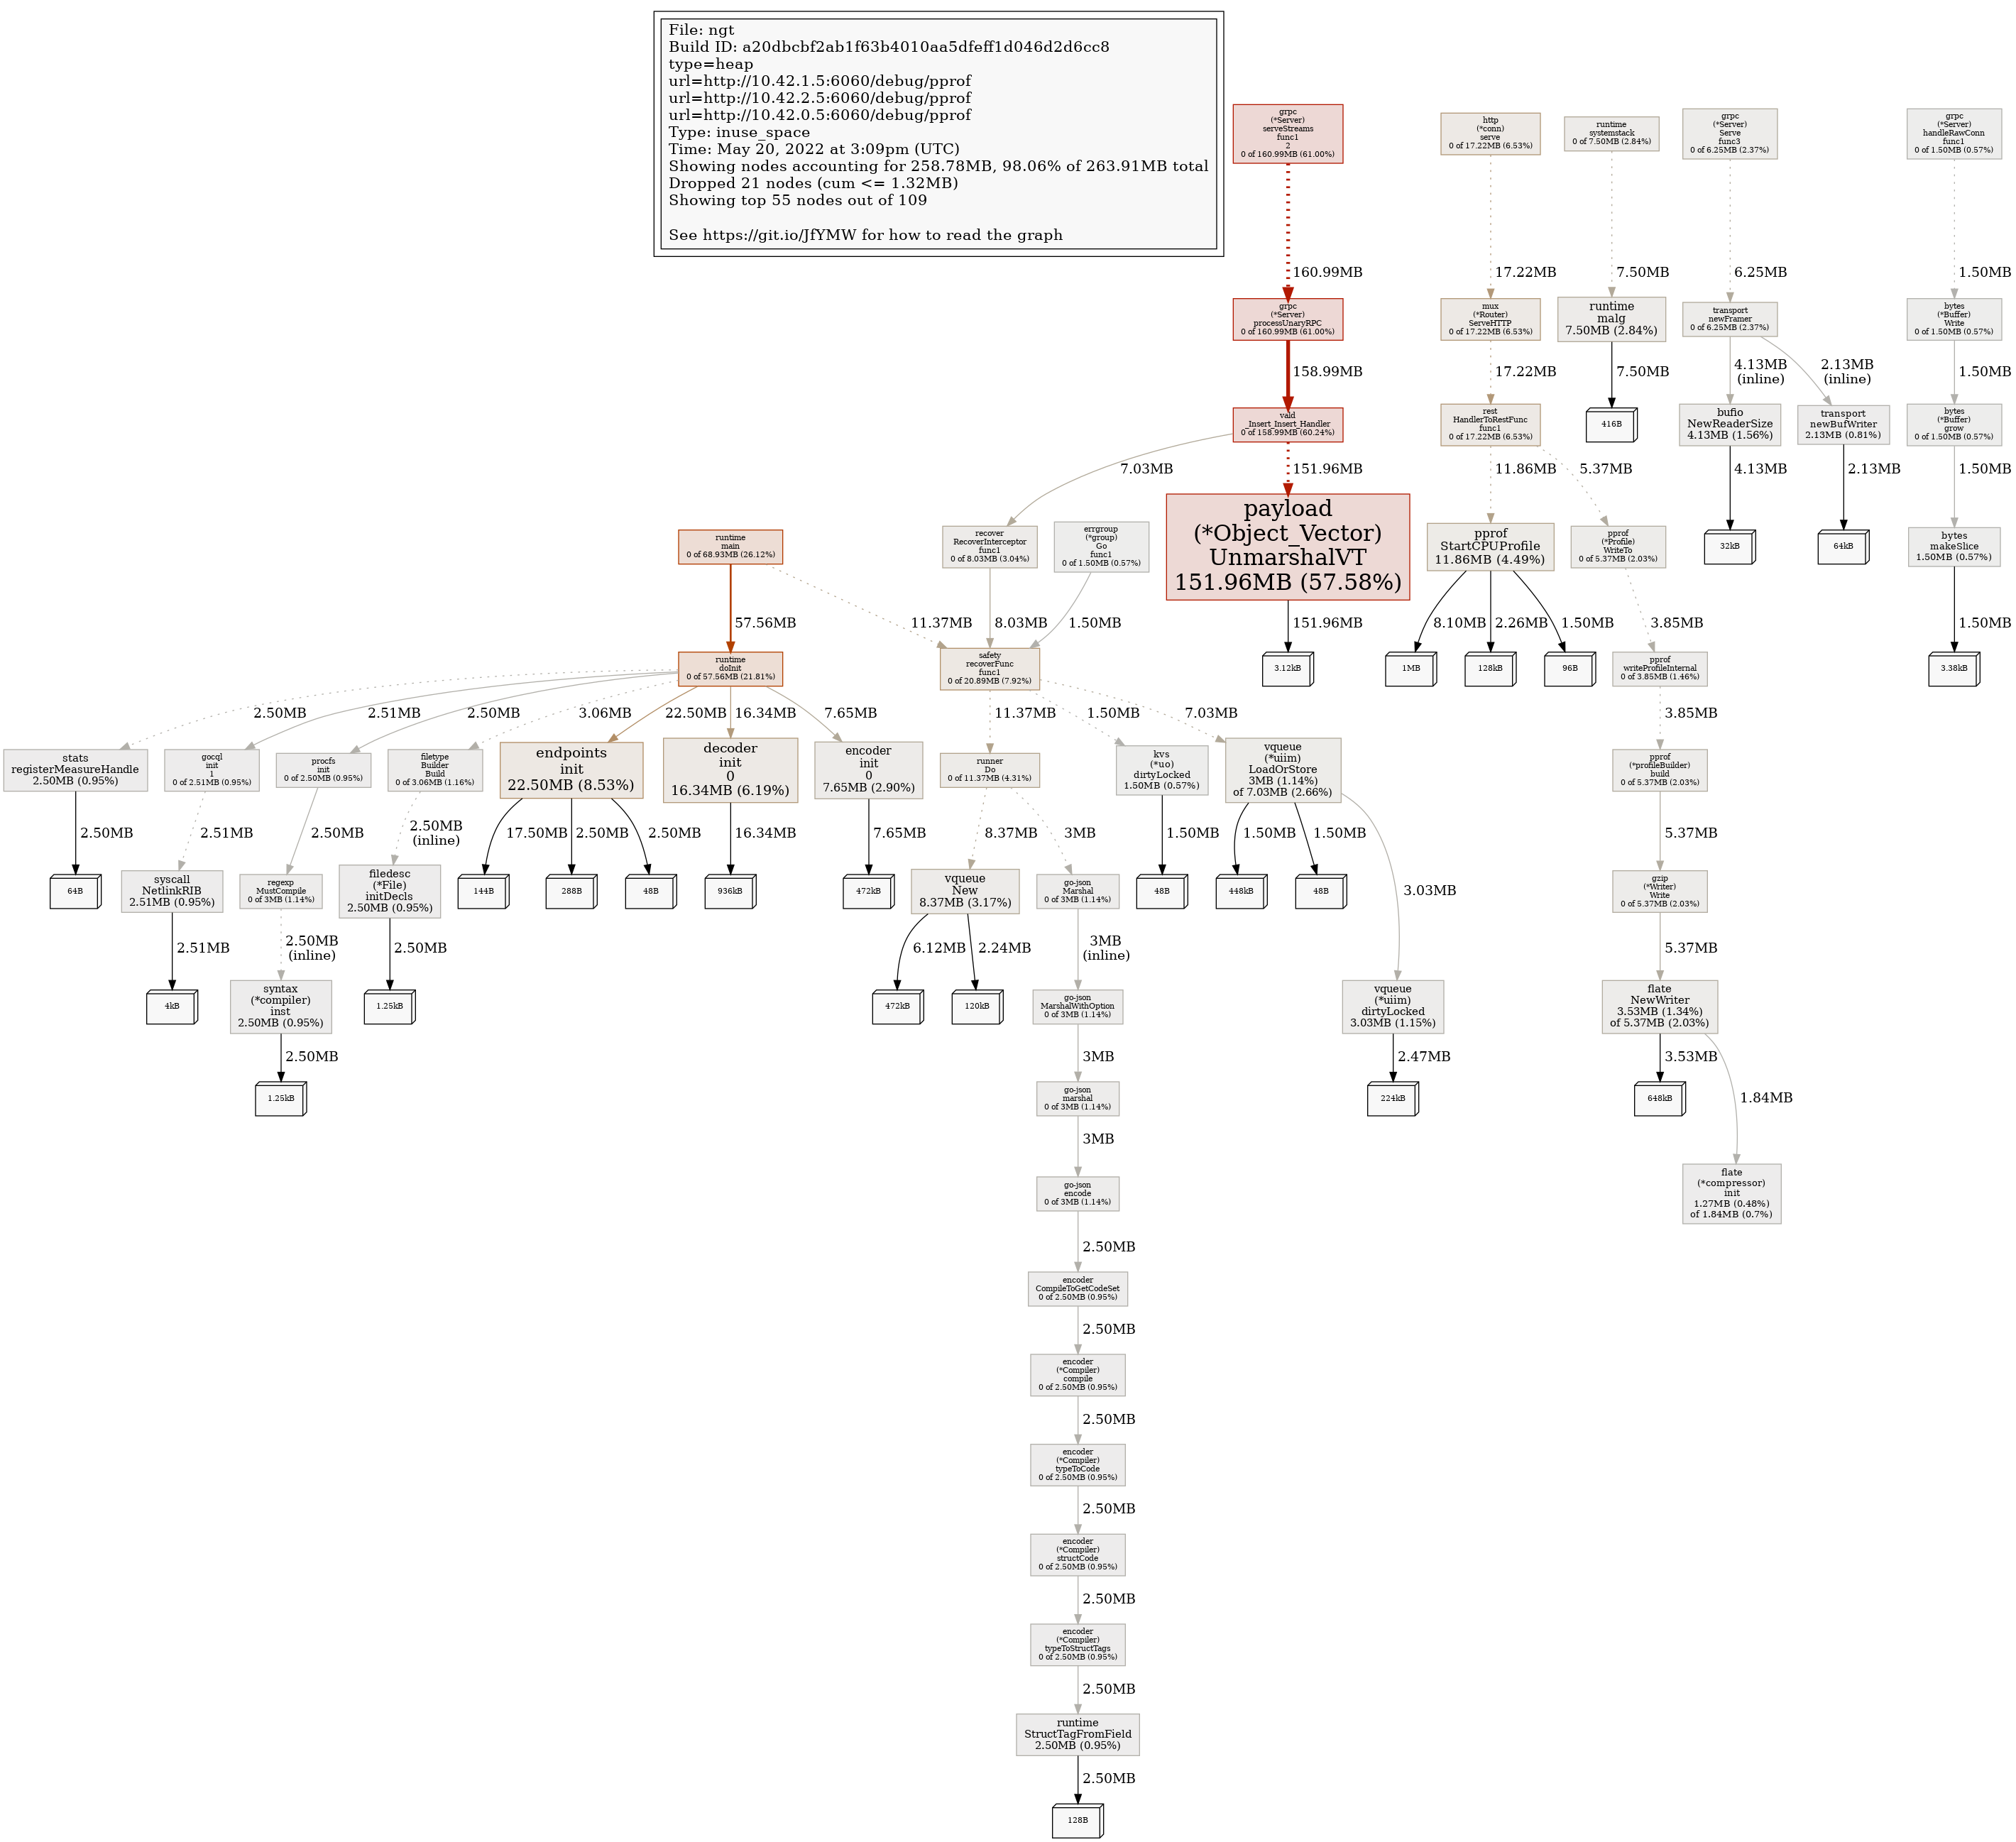 File: ngt
Build ID: a20dbcbf2ab1f63b4010aa5dfeff1d046d2d6cc8
type=heap
url=http://10.42.1.5:6060/debug/pprof
url=http://10.42.2.5:6060/debug/pprof
url=http://10.42.0.5:6060/debug/pprof
Type: inuse_space
Time: May 20, 2022 at 3:09pm (UTC)
Showing nodes accounting for 258.78MB, 98.06% of 263.91MB total
Dropped 21 nodes (cum <= 1.32MB)
Showing top 55 nodes out of 109
See https://git.io/JfYMW for how to read the graph
grpc
(*Server)
serveStreams
func1
2
0 of 160.99MB (61.00%)
http
(*conn)
serve
0 of 17.22MB (6.53%)
runtime
systemstack
0 of 7.50MB (2.84%)
grpc
(*Server)
Serve
func3
0 of 6.25MB (2.37%)
grpc
(*Server)
handleRawConn
func1
0 of 1.50MB (0.57%)
160.99MB
17.22MB
7.50MB
6.25MB
1.50MB
grpc
(*Server)
processUnaryRPC
0 of 160.99MB (61.00%)
mux
(*Router)
ServeHTTP
0 of 17.22MB (6.53%)
runtime
malg
7.50MB (2.84%)
transport
newFramer
0 of 6.25MB (2.37%)
bytes
(*Buffer)
Write
0 of 1.50MB (0.57%)
158.99MB
17.22MB
7.50MB
4.13MB
(inline)
2.13MB
(inline)
1.50MB
vald
_Insert_Insert_Handler
0 of 158.99MB (60.24%)
rest
HandlerToRestFunc
func1
0 of 17.22MB (6.53%)
416B
bufio
NewReaderSize
4.13MB (1.56%)
transport
newBufWriter
2.13MB (0.81%)
bytes
(*Buffer)
grow
0 of 1.50MB (0.57%)
7.03MB
151.96MB
11.86MB
5.37MB
4.13MB
2.13MB
1.50MB
runtime
main
0 of 68.93MB (26.12%)
recover
RecoverInterceptor
func1
0 of 8.03MB (3.04%)
errgroup
(*group)
Go
func1
0 of 1.50MB (0.57%)
payload
(*Object_Vector)
UnmarshalVT
151.96MB (57.58%)
pprof
StartCPUProfile
11.86MB (4.49%)
pprof
(*Profile)
WriteTo
0 of 5.37MB (2.03%)
32kB
64kB
bytes
makeSlice
1.50MB (0.57%)
57.56MB
11.37MB
8.03MB
1.50MB
151.96MB
8.10MB
2.26MB
1.50MB
3.85MB
1.50MB
runtime
doInit
0 of 57.56MB (21.81%)
safety
recoverFunc
func1
0 of 20.89MB (7.92%)
3.12kB
1MB
128kB
96B
pprof
writeProfileInternal
0 of 3.85MB (1.46%)
3.38kB
2.50MB
2.51MB
2.50MB
3.06MB
22.50MB
16.34MB
7.65MB
11.37MB
1.50MB
7.03MB
3.85MB
stats
registerMeasureHandle
2.50MB (0.95%)
gocql
init
1
0 of 2.51MB (0.95%)
procfs
init
0 of 2.50MB (0.95%)
filetype
Builder
Build
0 of 3.06MB (1.16%)
endpoints
init
22.50MB (8.53%)
decoder
init
0
16.34MB (6.19%)
encoder
init
0
7.65MB (2.90%)
runner
Do
0 of 11.37MB (4.31%)
kvs
(*uo)
dirtyLocked
1.50MB (0.57%)
vqueue
(*uiim)
LoadOrStore
3MB (1.14%)
of 7.03MB (2.66%)
pprof
(*profileBuilder)
build
0 of 5.37MB (2.03%)
2.50MB
2.51MB
2.50MB
2.50MB
(inline)
17.50MB
2.50MB
2.50MB
16.34MB
7.65MB
8.37MB
3MB
1.50MB
1.50MB
1.50MB
3.03MB
5.37MB
64B
syscall
NetlinkRIB
2.51MB (0.95%)
regexp
MustCompile
0 of 3MB (1.14%)
filedesc
(*File)
initDecls
2.50MB (0.95%)
144B
288B
48B
936kB
472kB
vqueue
New
8.37MB (3.17%)
go-json
Marshal
0 of 3MB (1.14%)
48B
448kB
48B
gzip
(*Writer)
Write
0 of 5.37MB (2.03%)
2.51MB
2.50MB
(inline)
2.50MB
6.12MB
2.24MB
3MB
(inline)
5.37MB
4kB
syntax
(*compiler)
inst
2.50MB (0.95%)
1.25kB
472kB
120kB
go-json
MarshalWithOption
0 of 3MB (1.14%)
vqueue
(*uiim)
dirtyLocked
3.03MB (1.15%)
flate
NewWriter
3.53MB (1.34%)
of 5.37MB (2.03%)
2.50MB
3MB
2.47MB
3.53MB
1.84MB
1.25kB
go-json
marshal
0 of 3MB (1.14%)
224kB
648kB
3MB
go-json
encode
0 of 3MB (1.14%)
flate
(*compressor)
init
1.27MB (0.48%)
of 1.84MB (0.7%)
2.50MB
encoder
CompileToGetCodeSet
0 of 2.50MB (0.95%)
2.50MB
encoder
(*Compiler)
compile
0 of 2.50MB (0.95%)
2.50MB
encoder
(*Compiler)
typeToCode
0 of 2.50MB (0.95%)
2.50MB
encoder
(*Compiler)
structCode
0 of 2.50MB (0.95%)
2.50MB
encoder
(*Compiler)
typeToStructTags
0 of 2.50MB (0.95%)
2.50MB
runtime
StructTagFromField
2.50MB (0.95%)
2.50MB
128B